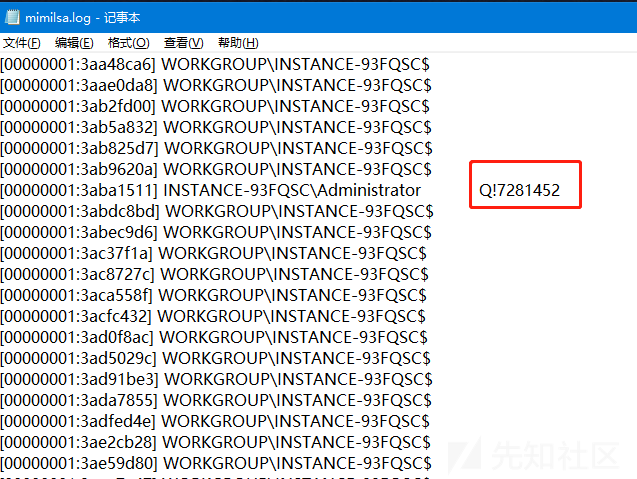 mimilsa.log - 记事本
文件(F) 编辑(E) 格式(O) 查看(V) 帮助(H)
[00000001:3aa48ca6] WORKGROUP\INSTANCE-93FQSC$
[00000001:3aae0da8] WORKGROUP\INSTANCE-93FQSC$
[00000001:3ab2fd00] WORKGROUP\INSTANCE-93FQSC$
[00000001:3ab5a832] WORKGROUP\INSTANCE-93FQSC$
[00000001:3ab825d7] WORKGROUP\INSTANCE-93FQSC$
[00000001:3ab9620a] WORKGROUP\INSTANCE-93FQSC$
[00000001:3aba1511] INSTANCE-93FQSC\Administrator Q!7281452
[00000001:3abdc8bd] WORKGROUP\INSTANCE-93FQSC$
[00000001:3abec9d6] WORKGROUP\INSTANCE-93FQSC$
[00000001:3ac37f1a] WORKGROUP\INSTANCE-93FQSC$
[00000001:3ac8727c] WORKGROUP\INSTANCE-93FQSC$
[00000001:3aca558f] WORKGROUP\INSTANCE-93FQSC$
[00000001:3acfc432] WORKGROUP\INSTANCE-93FQSC$
[00000001:3ad0f8ac] WORKGROUP\INSTANCE-93FQSC$
[00000001:3ad5029c] WORKGROUP\INSTANCE-93FQSC$
[00000001:3ad91be3] WORKGROUP\INSTANCE-93FQSC$
[00000001:3ada7855] WORKGROUP\INSTANCE-93FQSC$
[00000001:3adfed4e] WORKGROUP\INSTANCE-93FQSC$
[00000001:3ae2cb28] WORKGROUP\INSTANCE-93FQSC$
[00000001:3ae59d80] WORKGROUP\INSTANCE-93FQSC$
先知社区